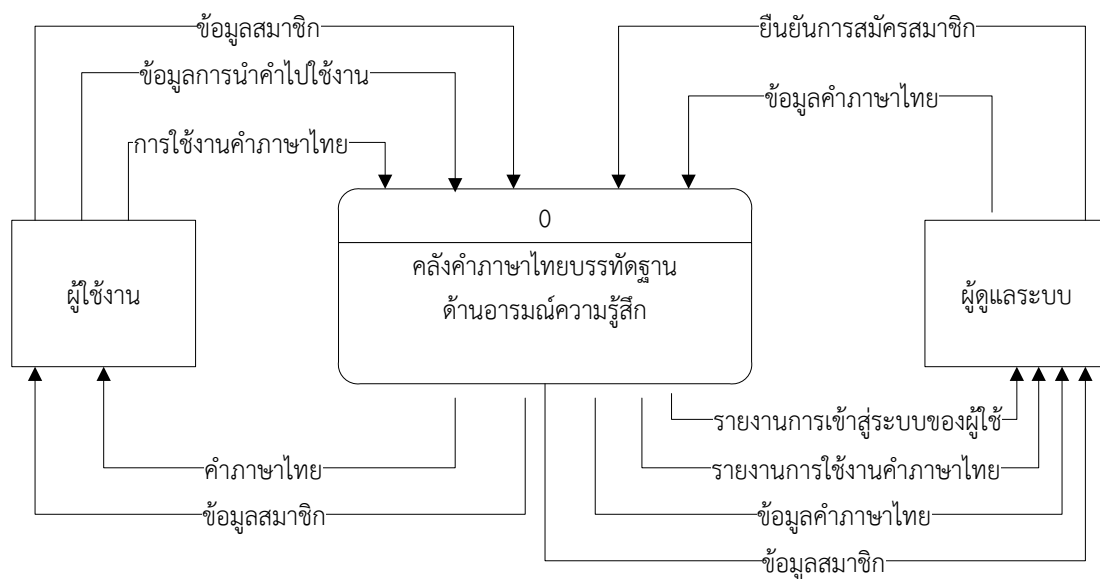 ข้อมูลสมาชิก
ยืนยันการสมัครสมาชิก
ข้อมูลการนำคำไปใช้งาน
ข้อมูลคำภาษาไทย
การใช้งานคำภาษาไทย
0
คลังคำภาษาไทยบรรทัดฐาน
ด้านอารมณ์ความรู้สึก
ผู้ใช้งาน
ผู้ดูแลระบบ
รายงานการเข้าสู่ระบบของผู้ใช้
คำภาษาไทย
รายงานการใช้งานคำภาษาไทย
ข้อมูลสมาชิก
ข้อมูลคำภาษาไทย
ข้อมูลสมาชิก